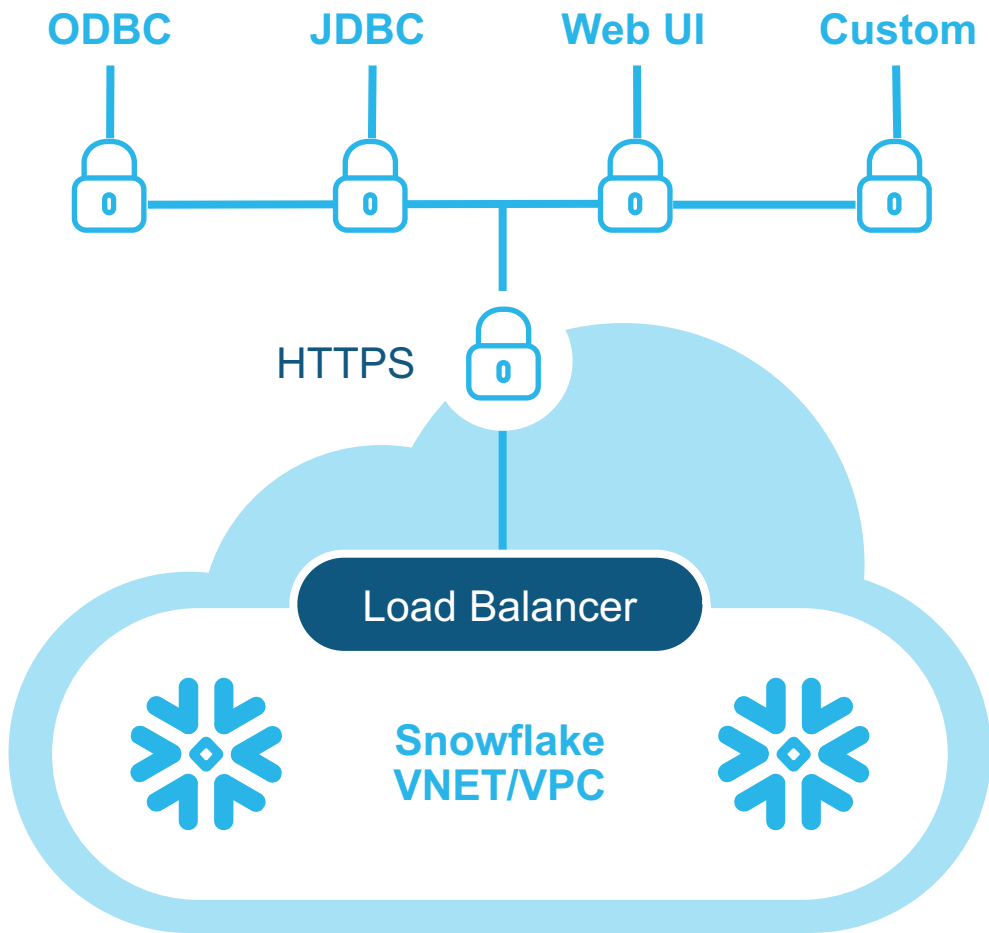 ODBC JDBC Web UI Custom
HTTPS
Load Balancer
Snowflake
VNET/VPC